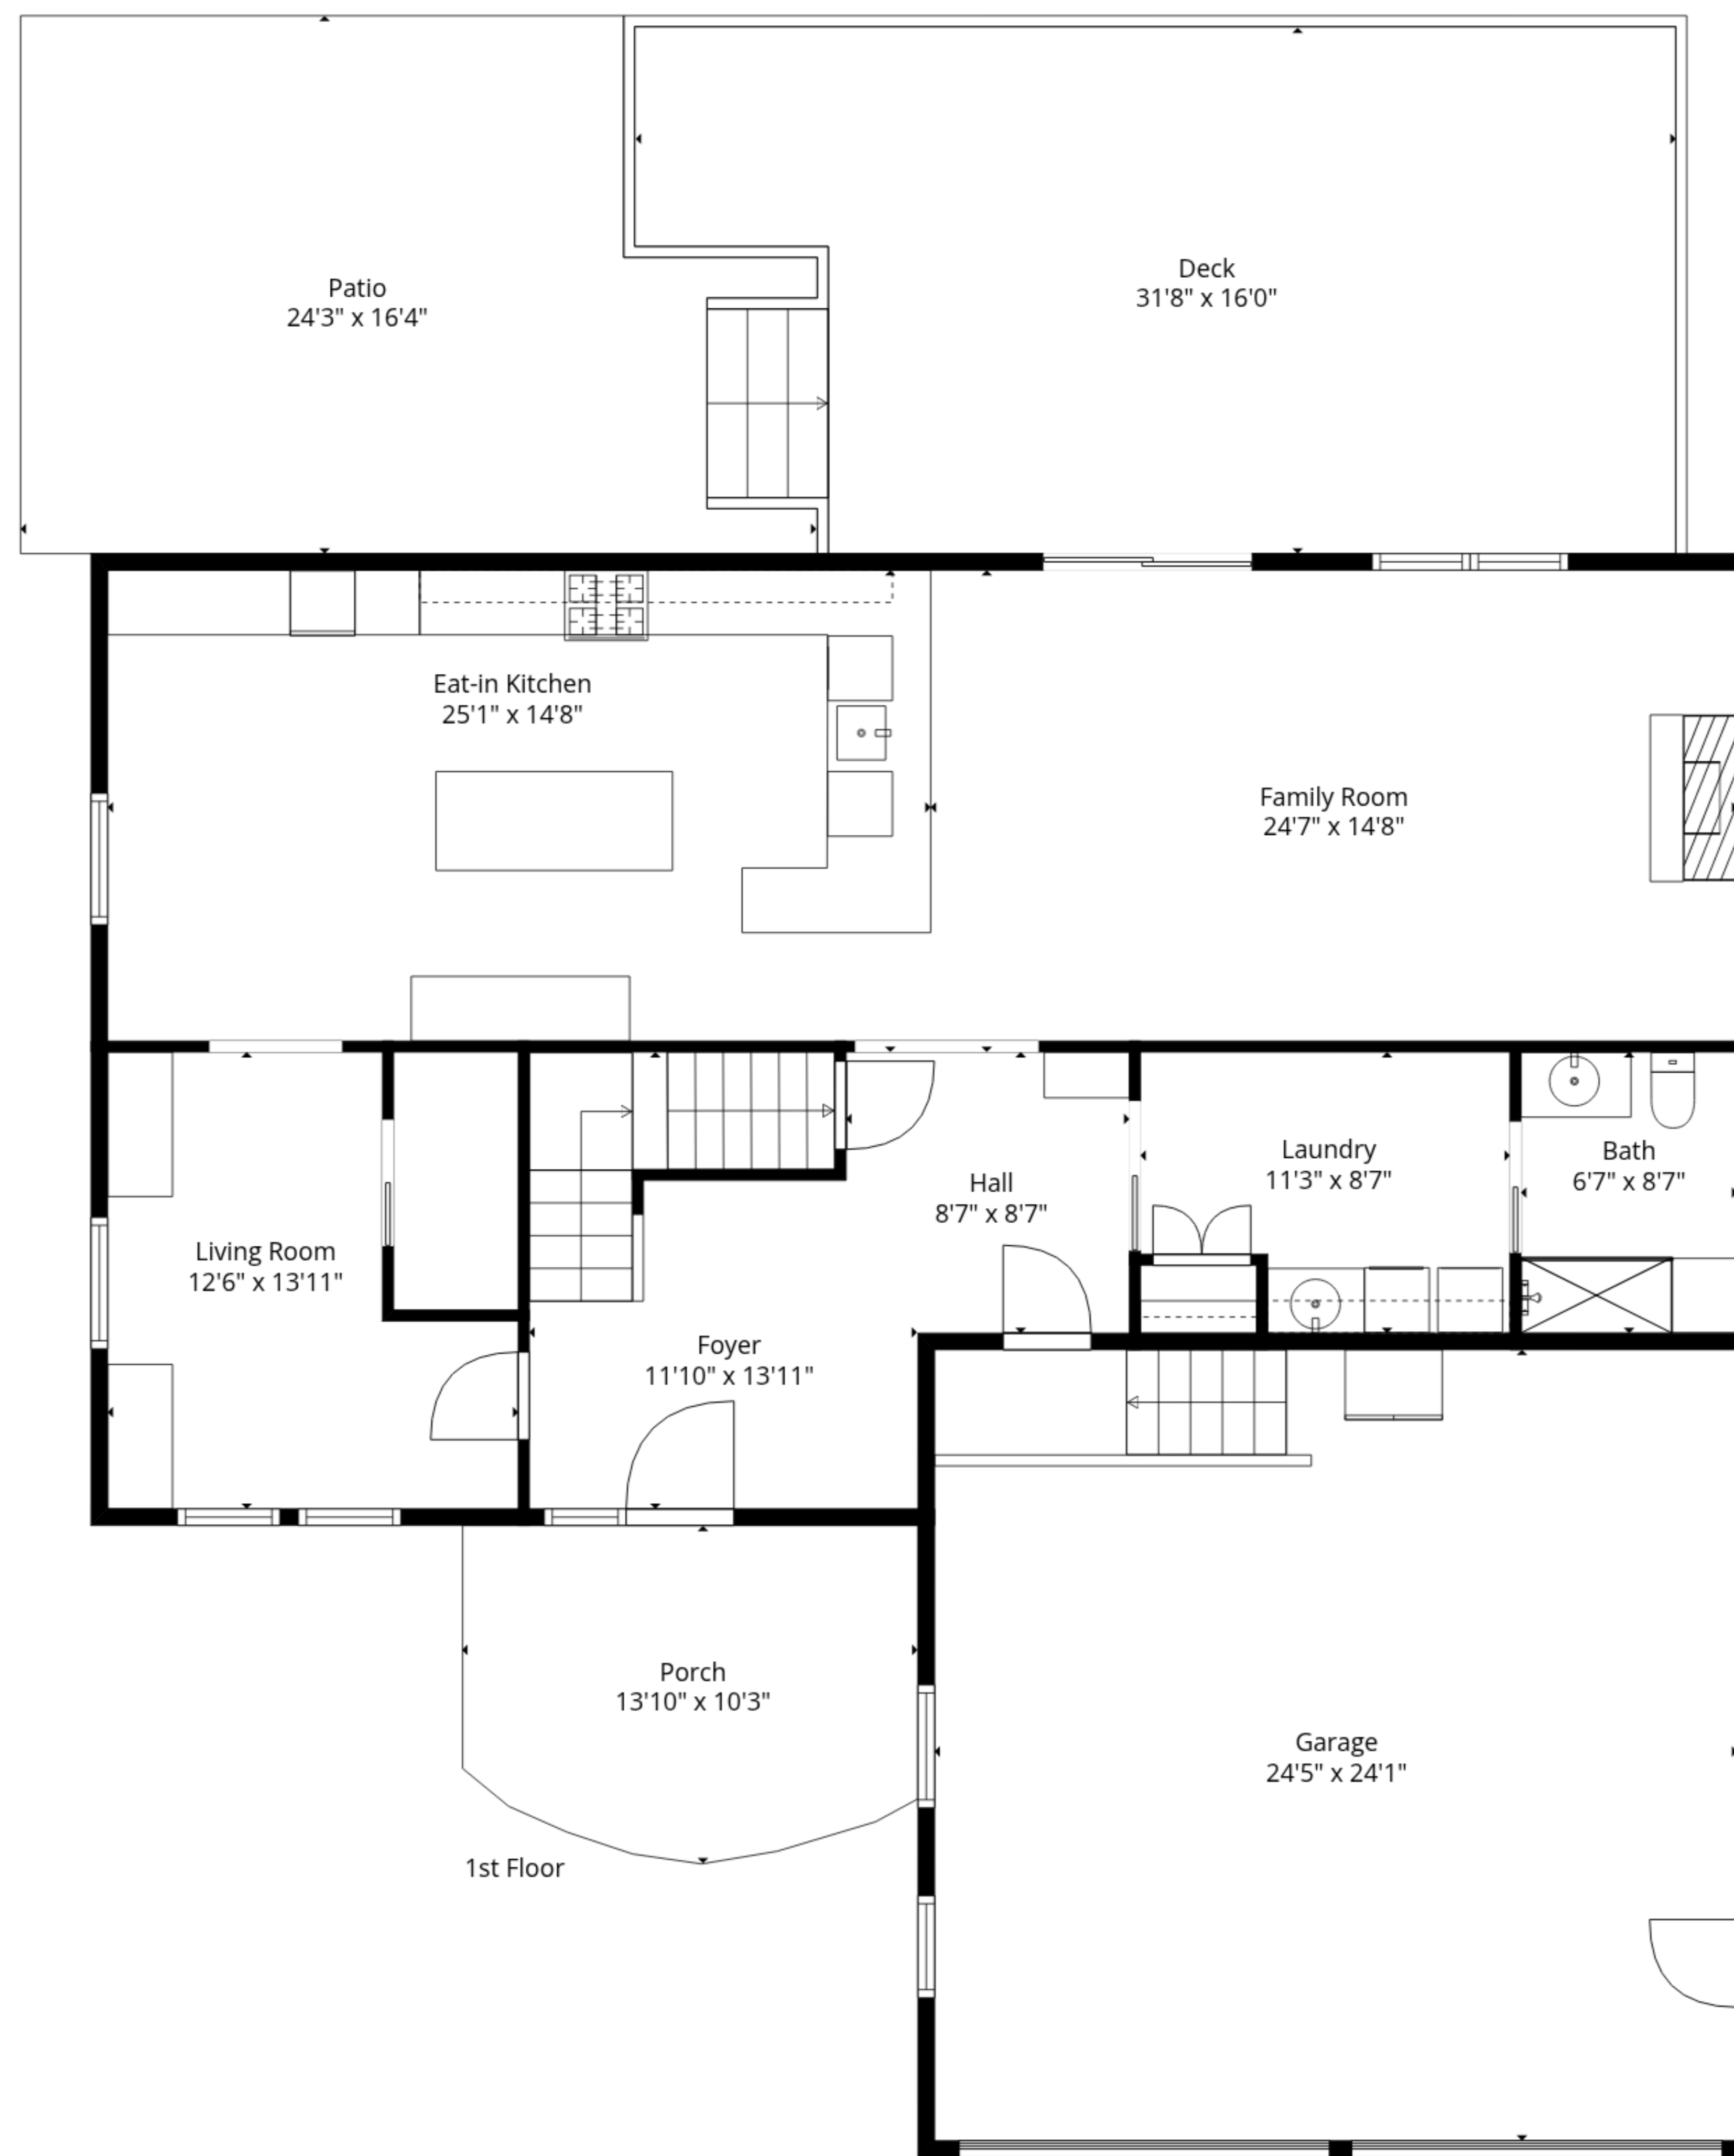 Patio
24'3" x 16'4"
Deck
31'8" x 16'0"
Eat-in Kitchen
25'1" x 14'8"
Family Room
24'7" x 14'8"
Living Room
12'6" x 13'11"
Foyer
11'10" x 13'11"
Hall
8'7" x 8'7"
Laundry
11'3" x 8'7"
Bath
6'7" x 8'7"
Porch
13'10" x 10'3"
Garage
24'5" x 24'1"
1st Floor